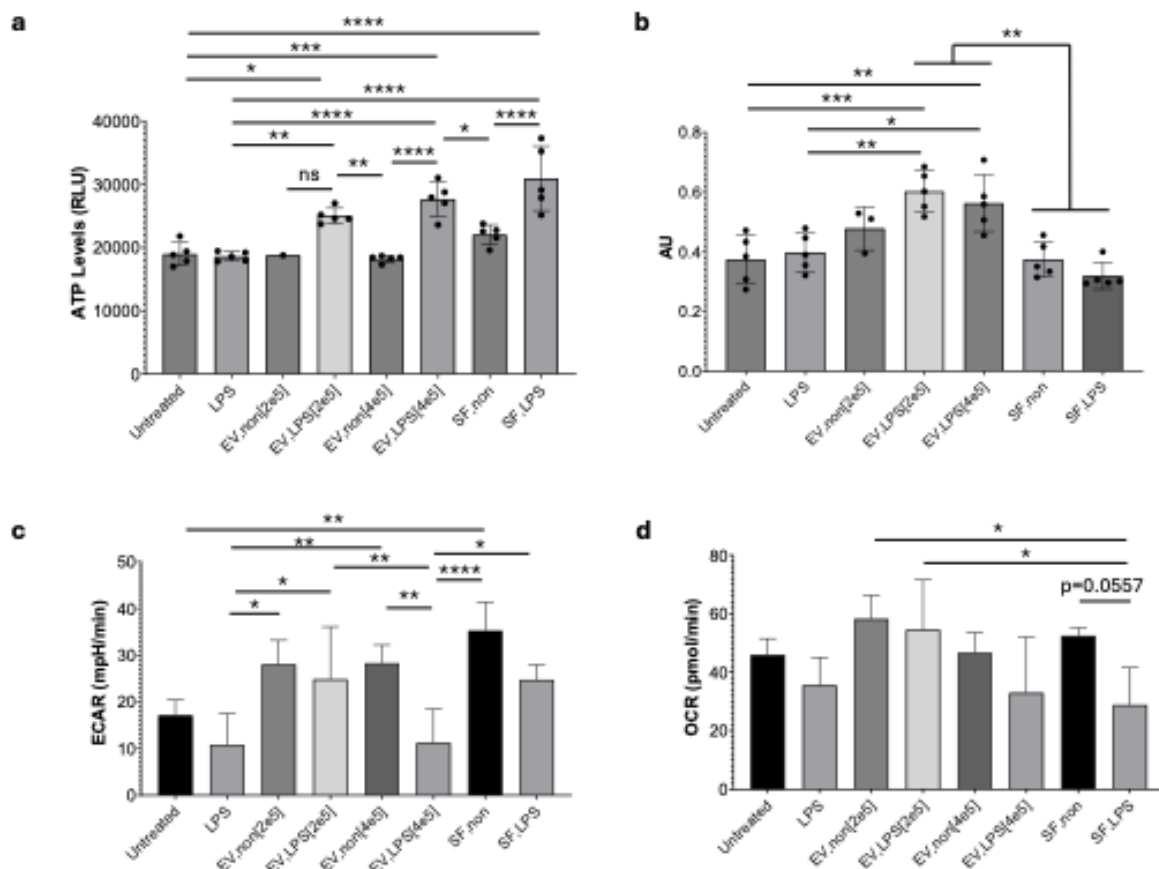 a
****
***
*
****
****
**
ns
**
****
*
****
ATP Levels (RLU)
40000
30000
20000
10000
0
Untreated
LPS
EV,non[2e5]
EV,LPS[2e5]
EV,non[4e5]
EV,LPS[4e5]
SF,non
SF,LPS
b
**
**
***
*
**
AU
0.8
0.6
0.4
0.2
0.0
Untreated
LPS
EV,non[2e5]
EV,LPS[2e5]
EV,LPS[4e5]
SF,non
SF,LPS
c
**
**
*
*
**
**
****
*
ECAR (mpH/min)
50
40
30
20
10
0
Untreated
LPS
EV,non[2e5]
EV,LPS[2e5]
EV,non[4e5]
EV,LPS[4e5]
SF,non
SF,LPS
d
*
*
p=0.0557
OCR (pmol/min)
80
60
40
20
0
Untreated
LPS
EV,non[2e5]
EV,LPS[2e5]
EV,non[4e5]
EV,LPS[4e5]
SF,non
SF,LPS